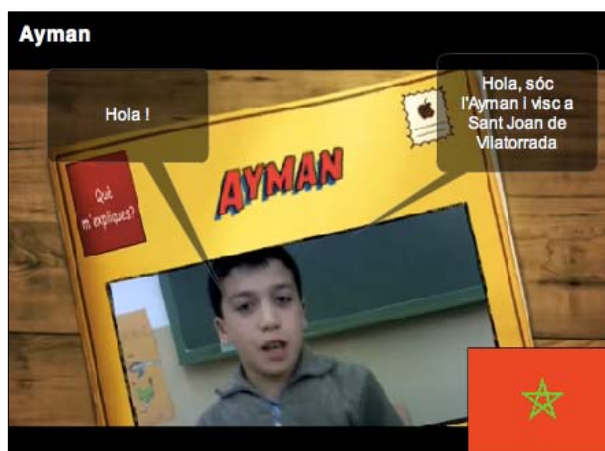 Ayman
Hola !
Hola, sóc
l'Ayman i visc a
Sant Joan de
Vilatorrada
Què
m'expliques?
AYMAN